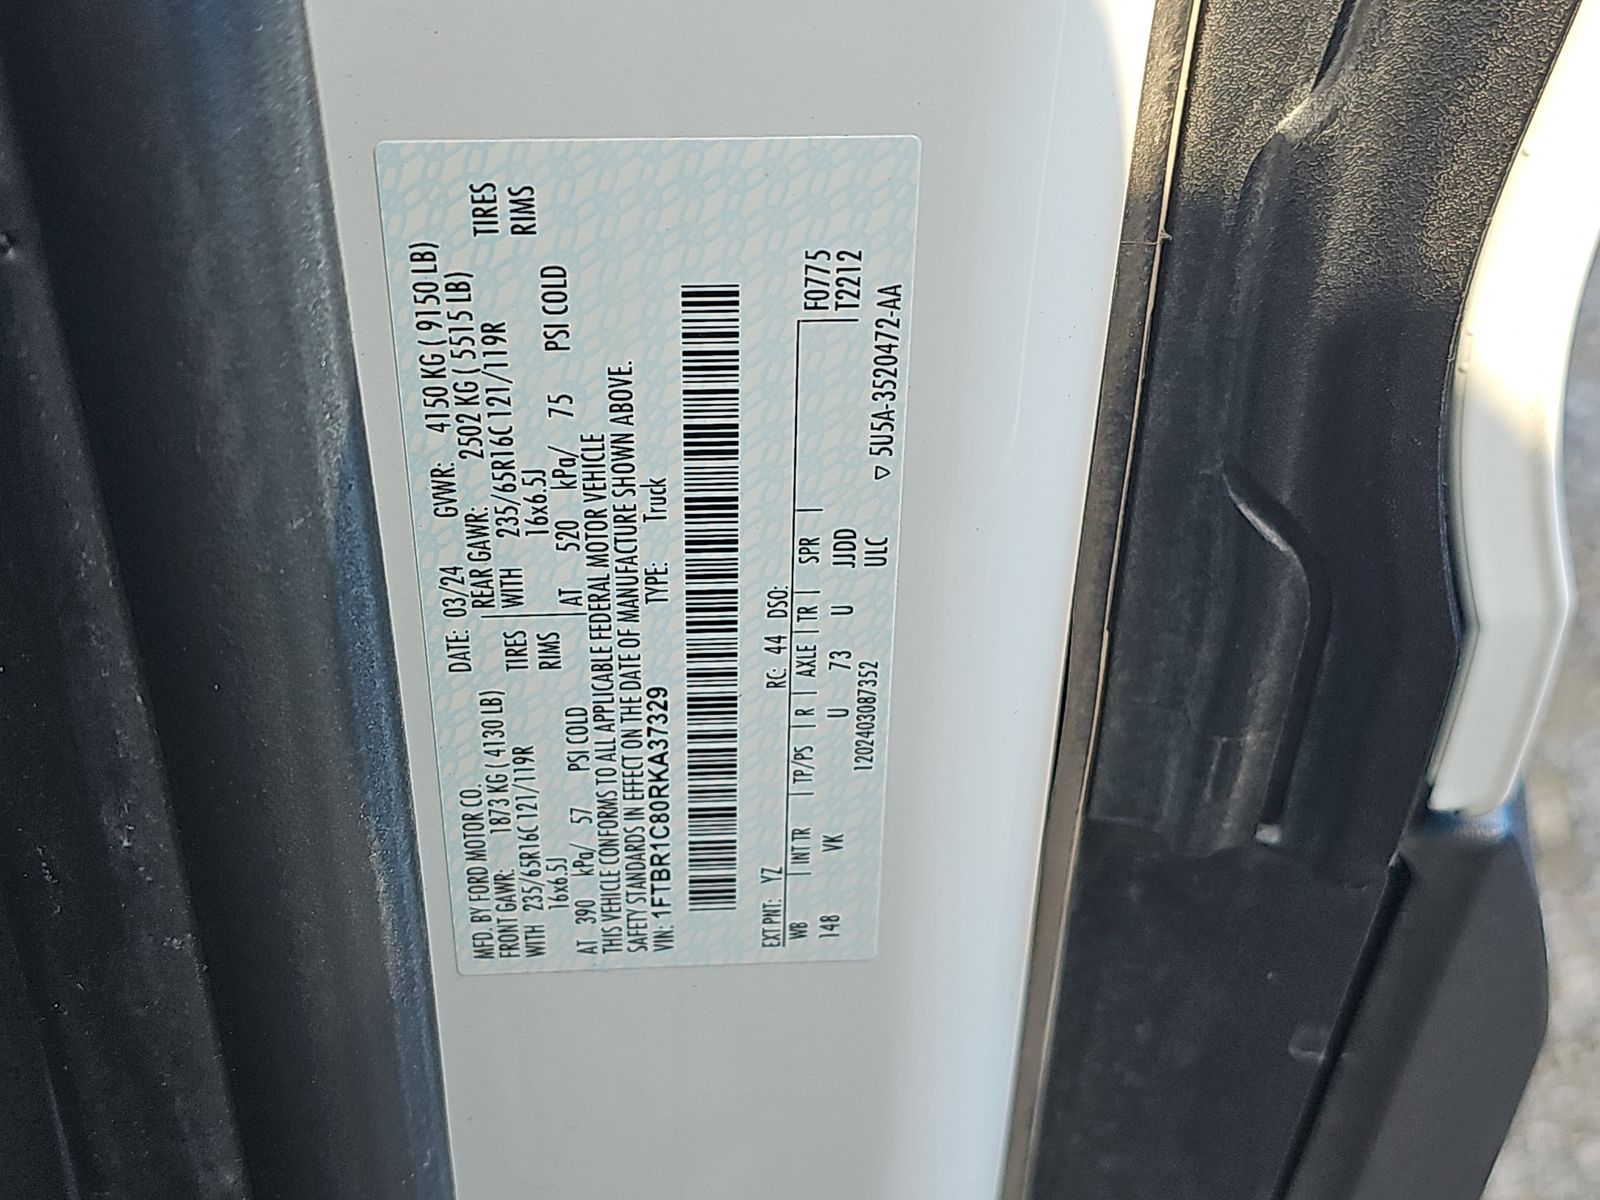 MFD. BY FORD MOTOR CO. DATE: 03/24 GVWR: 4150 KG ( 9150 LB)
FRONT GAWR: 1873 KG ( 4130 LB) REAR GAWR: 2502 KG ( 5515 LB)
WITH 235/65R16C 121/119R TIRES WITH 235/65R16C 121/119R TIRES
16x6.5J RIMS 16x6.5J RIMS
AT 390 kPa/ 57 PSI COLD AT 520 kPa/ 75 PSI COLD
THIS VEHICLE CONFORMS TO ALL APPLICABLE FEDERAL MOTOR VEHICLE
SAFETY STANDARDS IN EFFECT ON THE DATE OF MANUFACTURE SHOWN ABOVE.
VIN: 1FTBR1C80RKA37329 TYPE: Truck
EXT PNT: YZ RC: 44 DSO:
WB INT TR TP/PS R AXLE TR SPR F0775
148 VK U 73 U JJDD T2212
120240308​7352 ULC ▽ 5U5A-3520472-AA